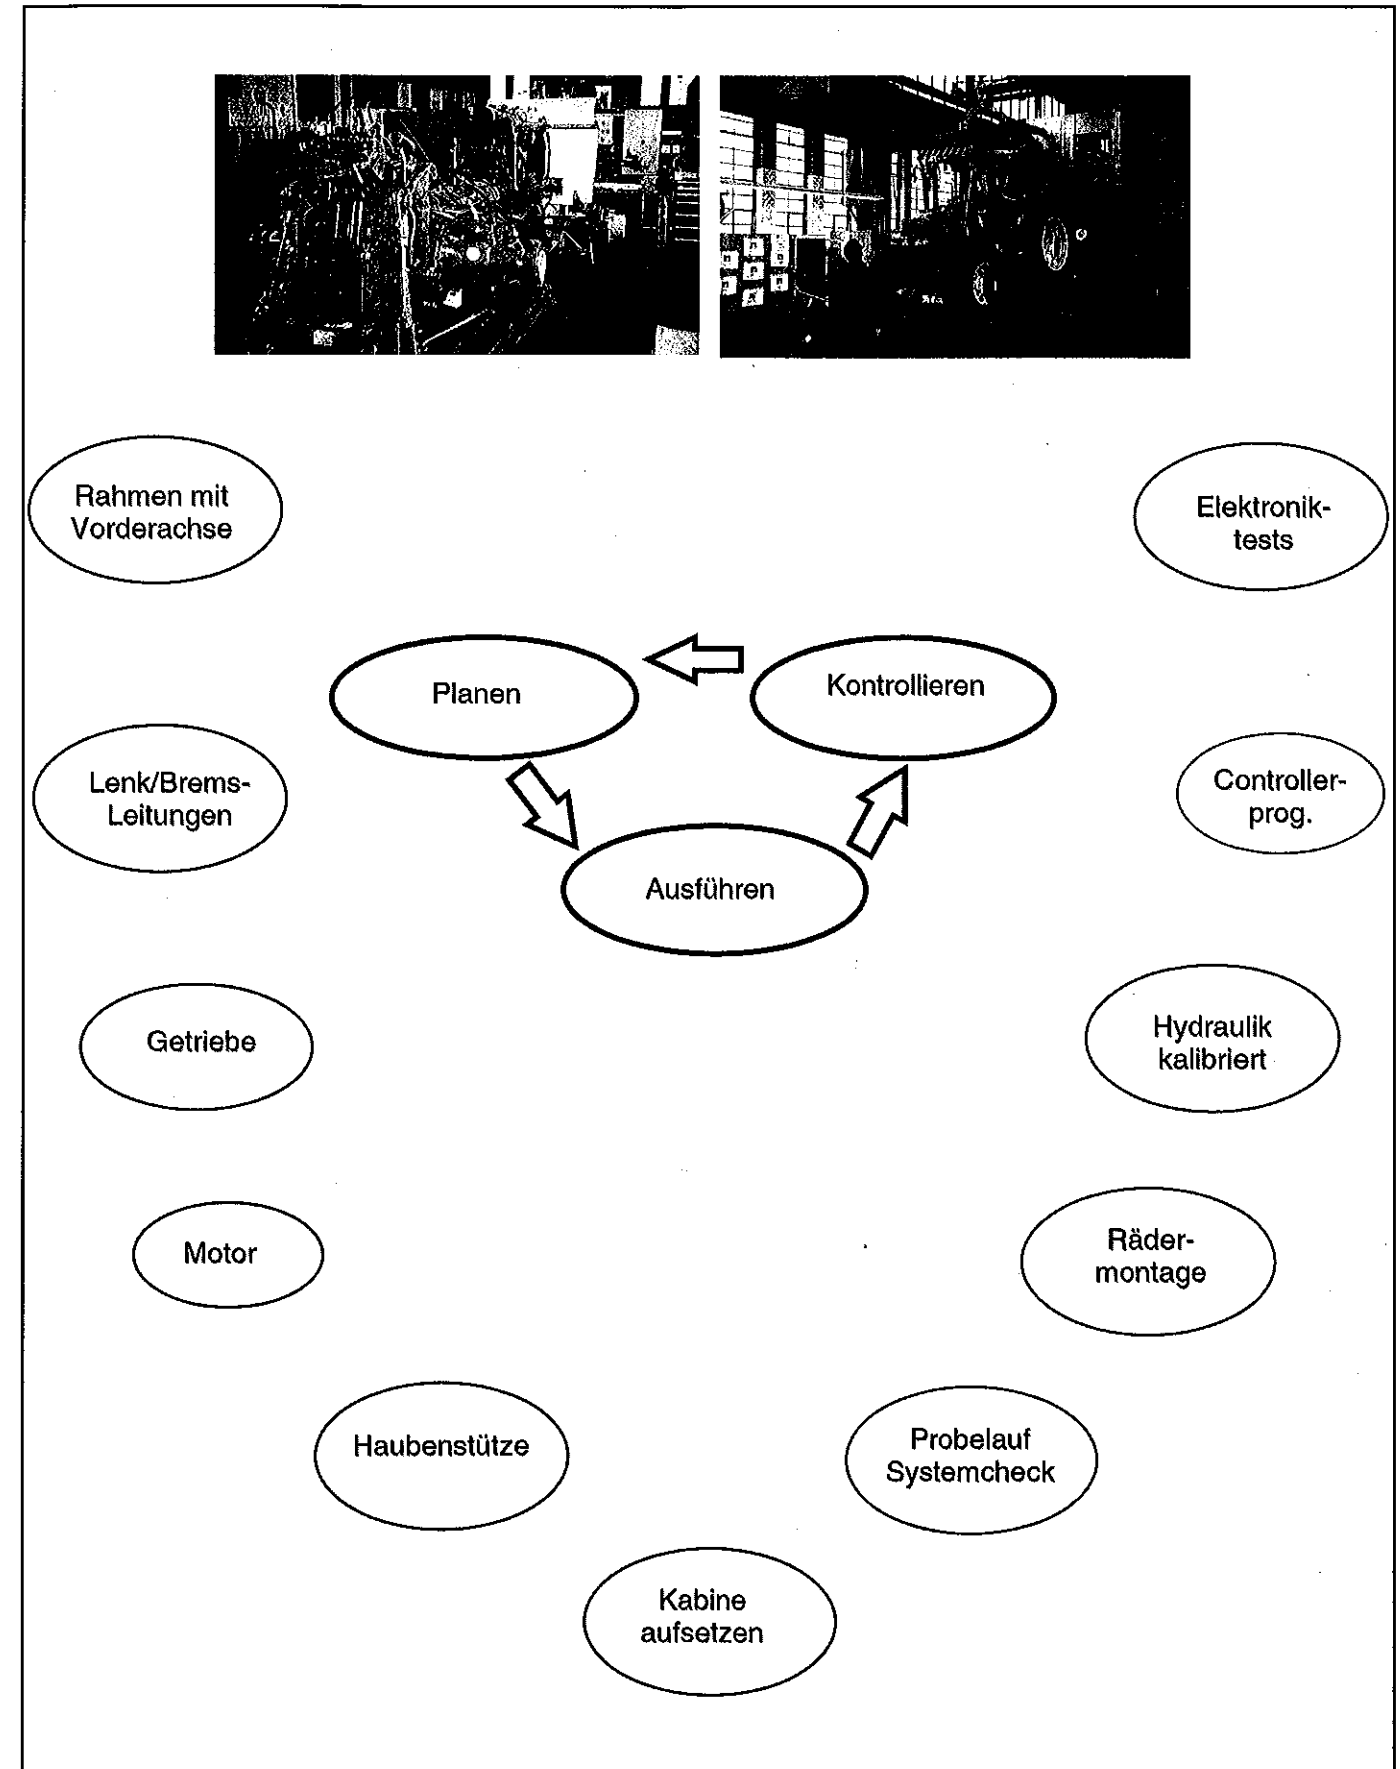 Rahmen mit
Vorderachse
Elektronik-
tests
Planen
Kontrollieren
Lenk/Brems-
Leitungen
Controller-
prog.
Ausführen
Getriebe
Hydraulik
kalibriert
Motor
Räder-
montage
Haubenstütze
Probelauf
Systemcheck
Kabine
aufsetzen